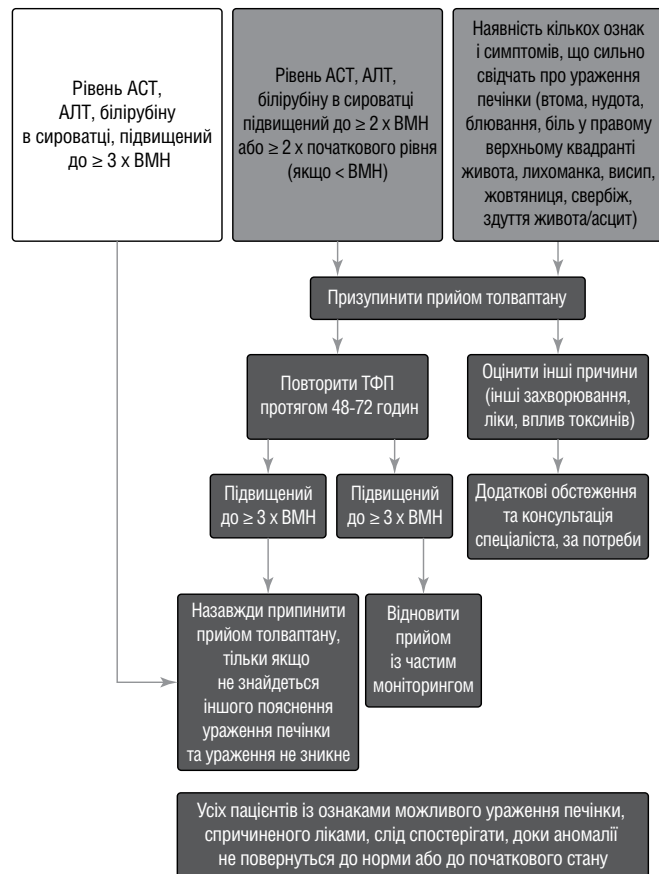 Рівень АСТ,
АЛТ, білірубіну
в сироватці, підвищений
до ≥ 3 x ВМН
Рівень АСТ, АЛТ,
білірубіну в сироватці
підвищений до ≥ 2 x ВМН
або ≥ 2 x початкового рівня
(якщо < ВМН)
Наявність кількох ознак
і симптомів, що сильно
свідчать про ураження
печінки (втома, нудота,
блювання, біль у правому
верхньому квадранті
живота, лихоманка, висип,
жовтяниця, свербіж,
здуття живота/асцит)
Призупинити прийом толваптану
Повторити ТФП
протягом 48-72 годин
Оцінити інші причини
(інші захворювання,
ліки, вплив токсинів)
Підвищений
до ≥ 3 x ВМН
Підвищений
до ≥ 3 x ВМН
Додаткові обстеження
та консультація
спеціаліста, за потреби
Назавжди припинити
прийом толваптану,
тільки якщо
не знайдеться
іншого пояснення
ураження печінки
та ураження не зникне
Відновити
прийом
із частим
моніторингом
Усіх пацієнтів із ознаками можливого ураження печінки,
спричиненого ліками, слід спостерігати, доки аномалії
не повернуться до норми або до початкового стану